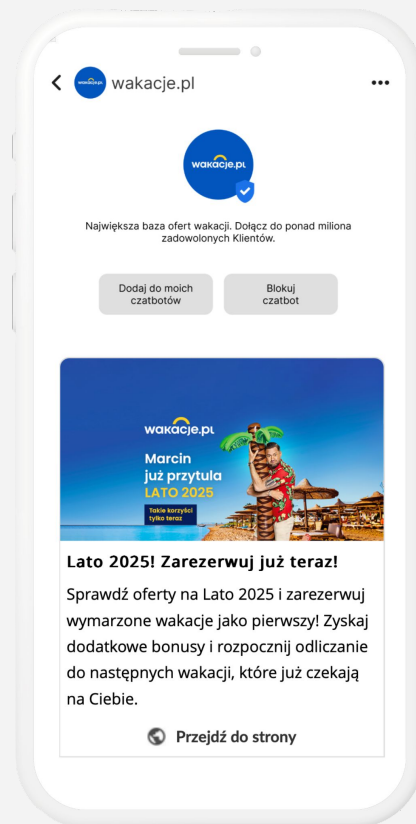 wakacje.pl
wakacje.pl
wakacje.pl
Największa baza ofert wakacji. Dołącz do ponad miliona
zadowolonych Klientów.
Dodaj do moich
czatbotów
Blokuj
czatbot
wakacje.pl
Marcin
już przytula
LATO 2025
Takie korzyści
tylko teraz
Lato 2025! Zarezerwuj już teraz!
Sprawdź oferty na Lato 2025 i zarezerwuj
wymarzone wakacje jako pierwszy! Zyskaj
dodatkowe bonusy i rozpocznij odliczanie
do następnych wakacji, które już czekają
na Ciebie.
Przejdź do strony